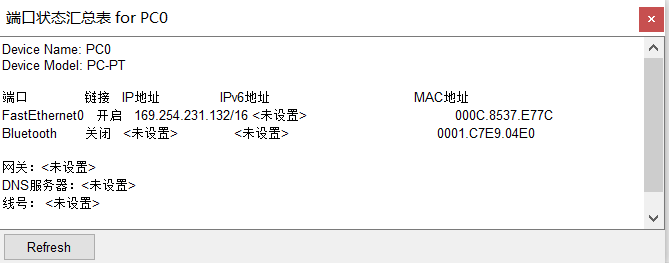 端口状态汇总表 for PC0
Device Name: PC0
Device Model: PC-PT
端口 链接 IP地址 IPv6地址 MAC地址
FastEthernet0 开启 169.254.231.132/16 <未设置> 000C.8537.E77C
Bluetooth 关闭 <未设置> <未设置> 0001.C7E9.04E0
网关：<未设置>
DNS服务器：<未设置>
线号： <未设置>
Refresh